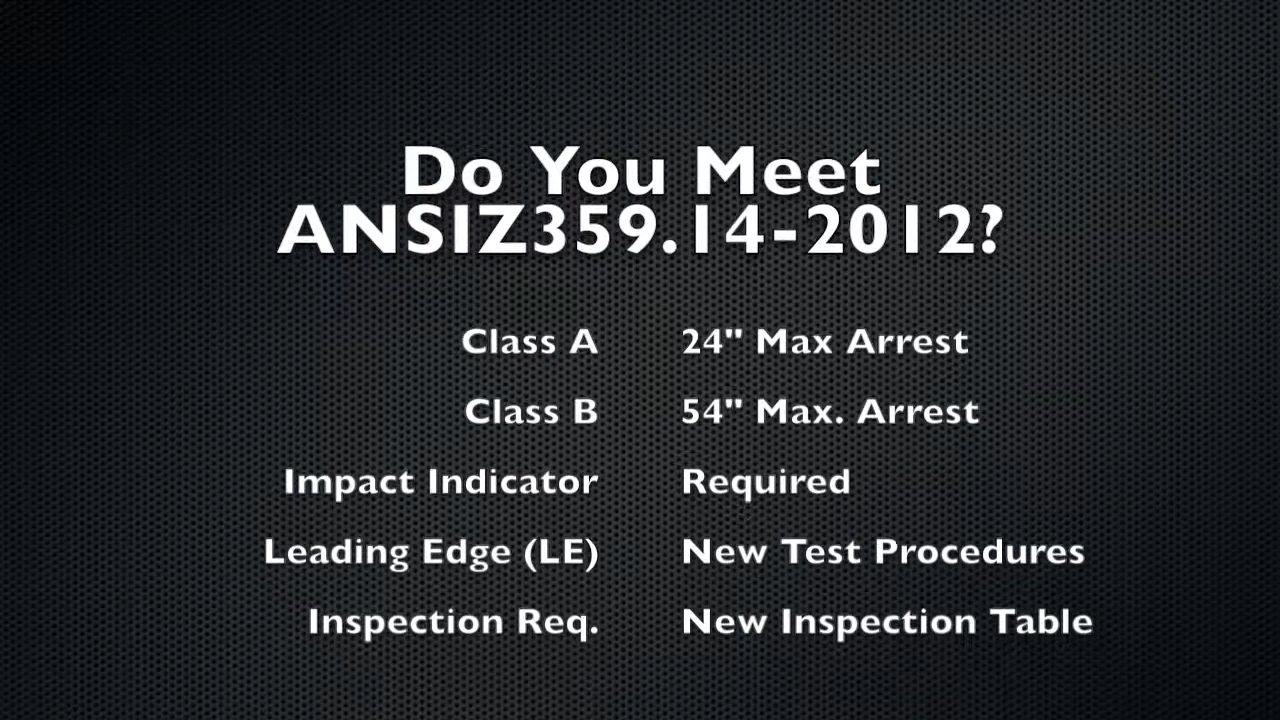 Do You Meet
ANSIZ359.14-2012?
Class A 24" Max Arrest
Class B 54" Max. Arrest
Impact Indicator Required
Leading Edge (LE) New Test Procedures
Inspection Req. New Inspection Table